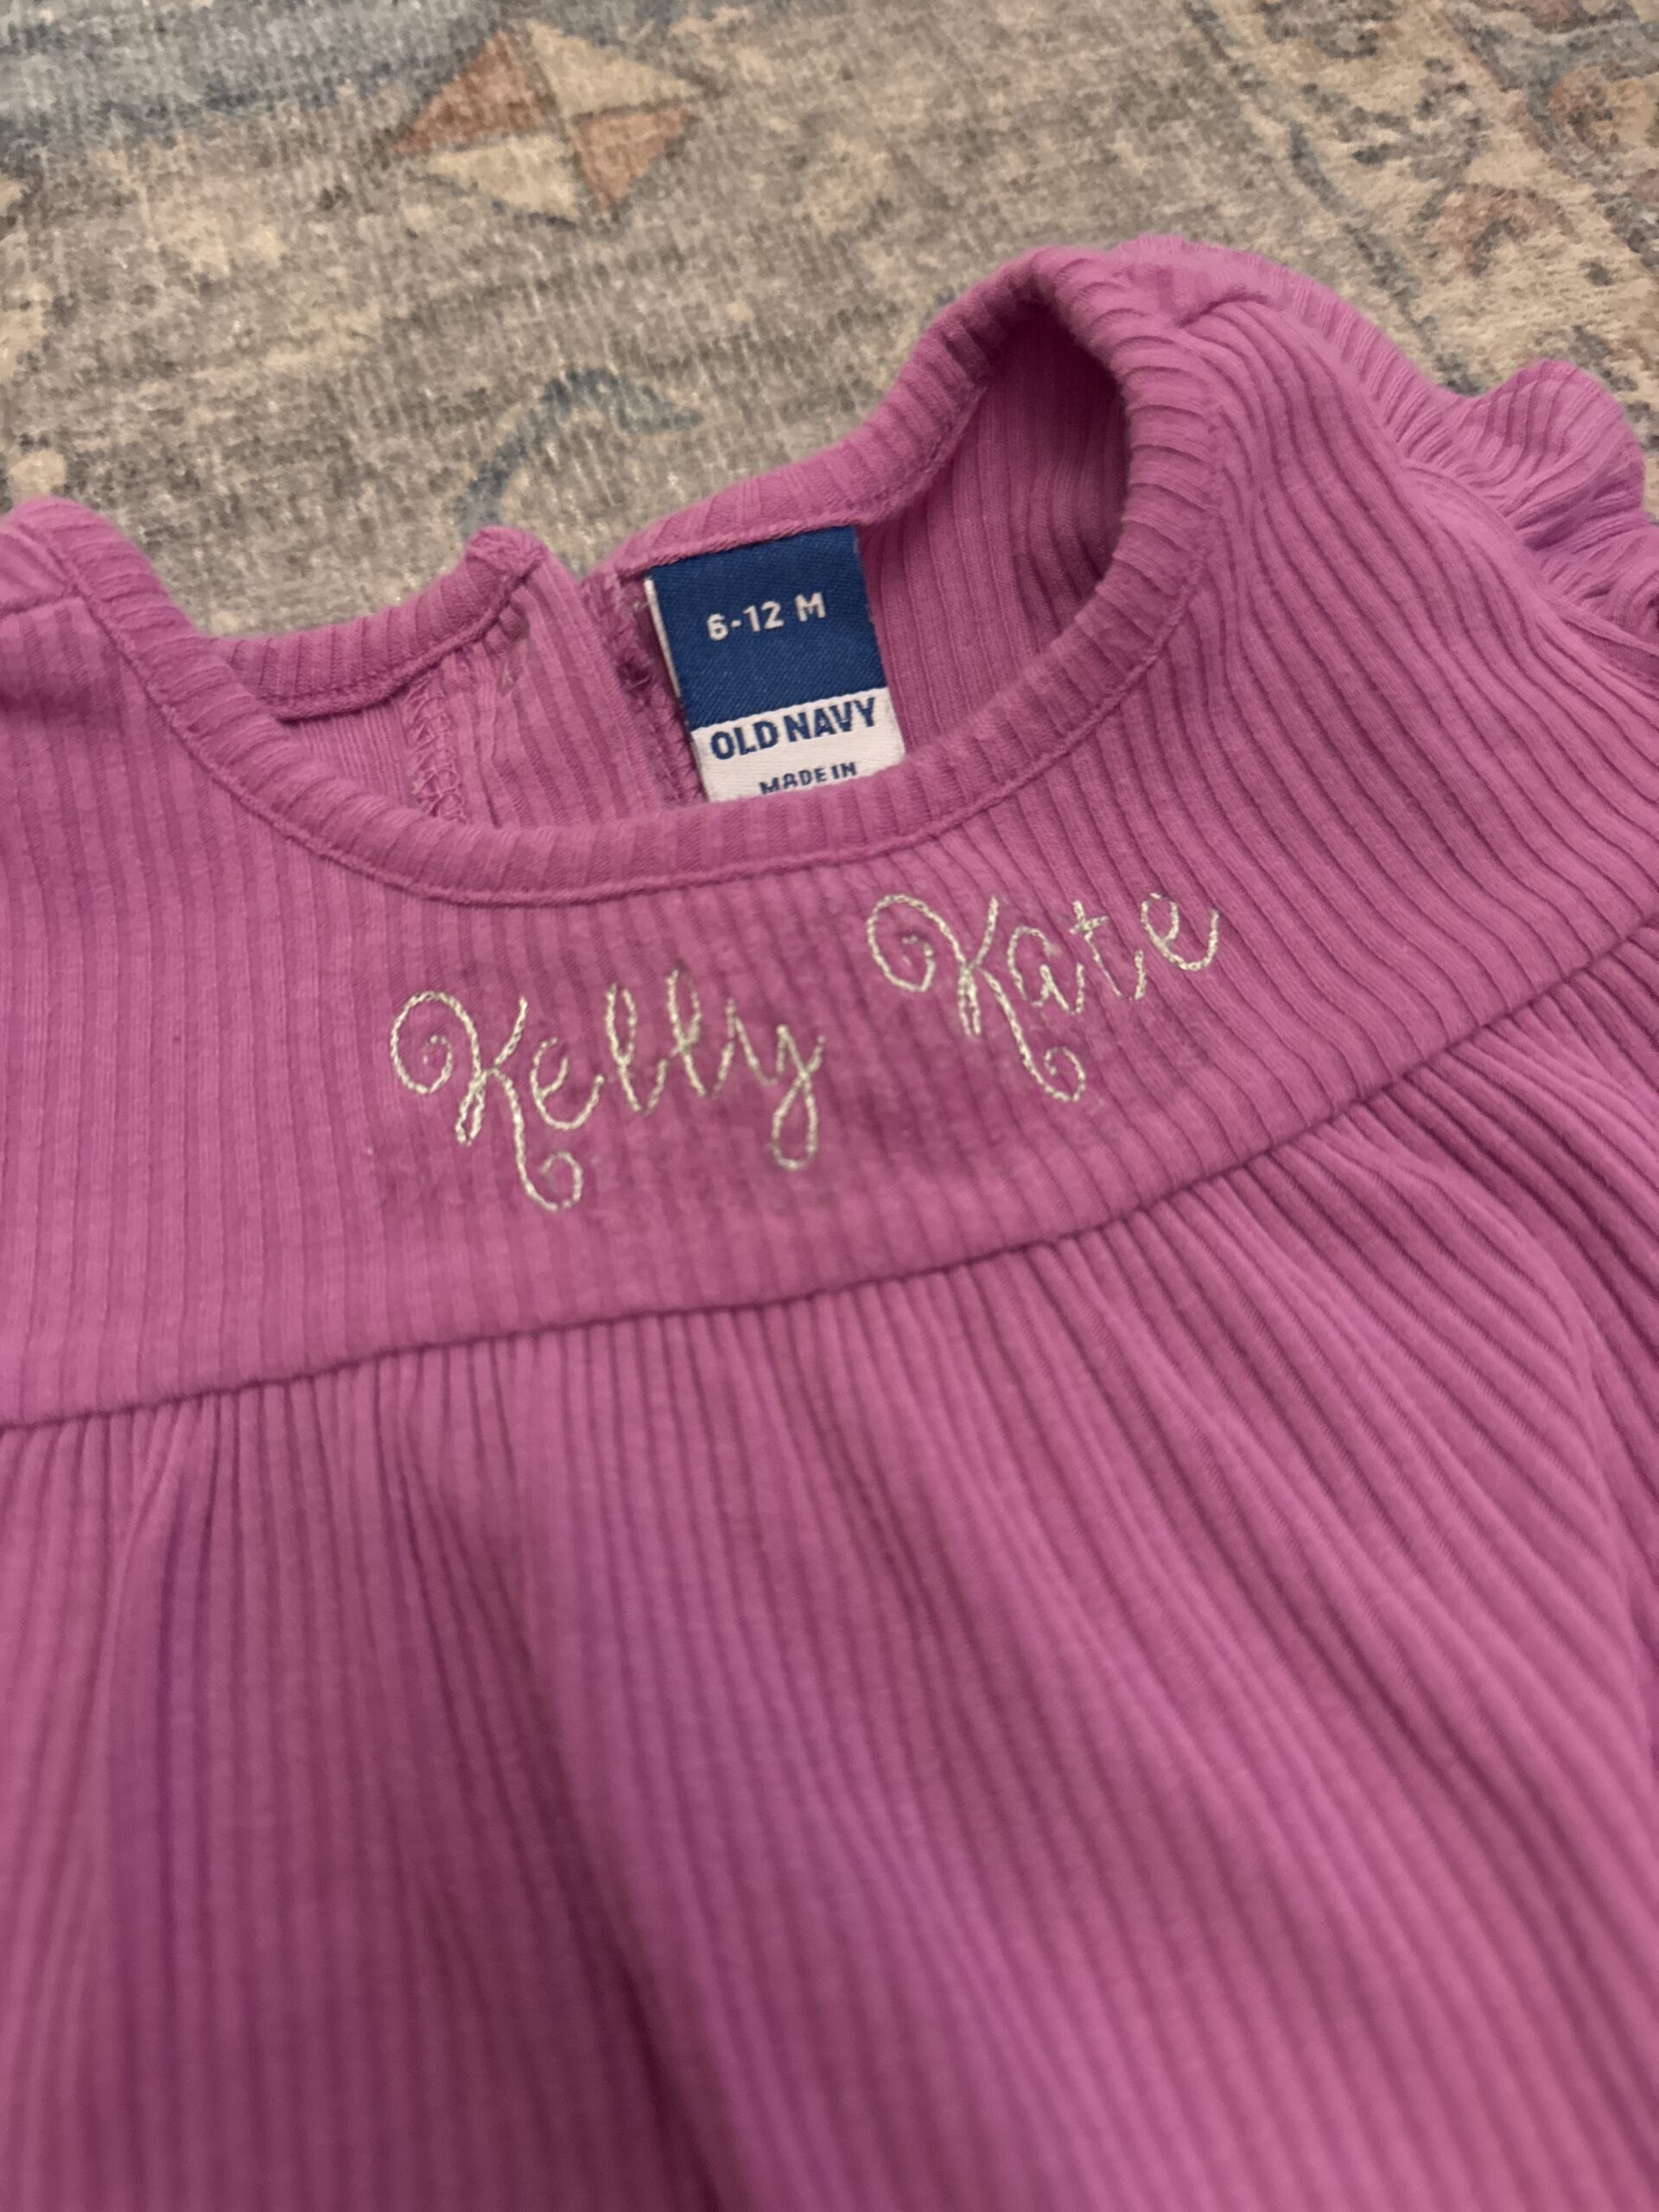 6-12 M
OLD NAVY
MADE IN
Kelly Kate